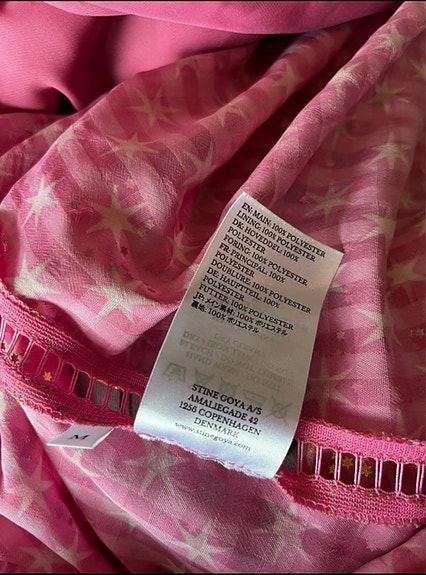 EN: MAIN: 100% POLYESTER
LINING: 100% POLYESTER
DK: HOVEDDEL: 100%
POLYESTER
FORING: 100% POLYESTER
FR: PRINCIPAL: 100%
POLYESTER
DOUBLURE: 100% POLYESTER
DE: HAUPTTEIL: 100%
POLYESTER
FUTTER: 100% POLYESTER
JP: メイン素材: 100% ポリエステル
裏地: 100% ポリエステル
STINE GOYA A/S
AMALIEGADE 42
1256 COPENHAGEN
DENMARK
www.stinegoya.com
M